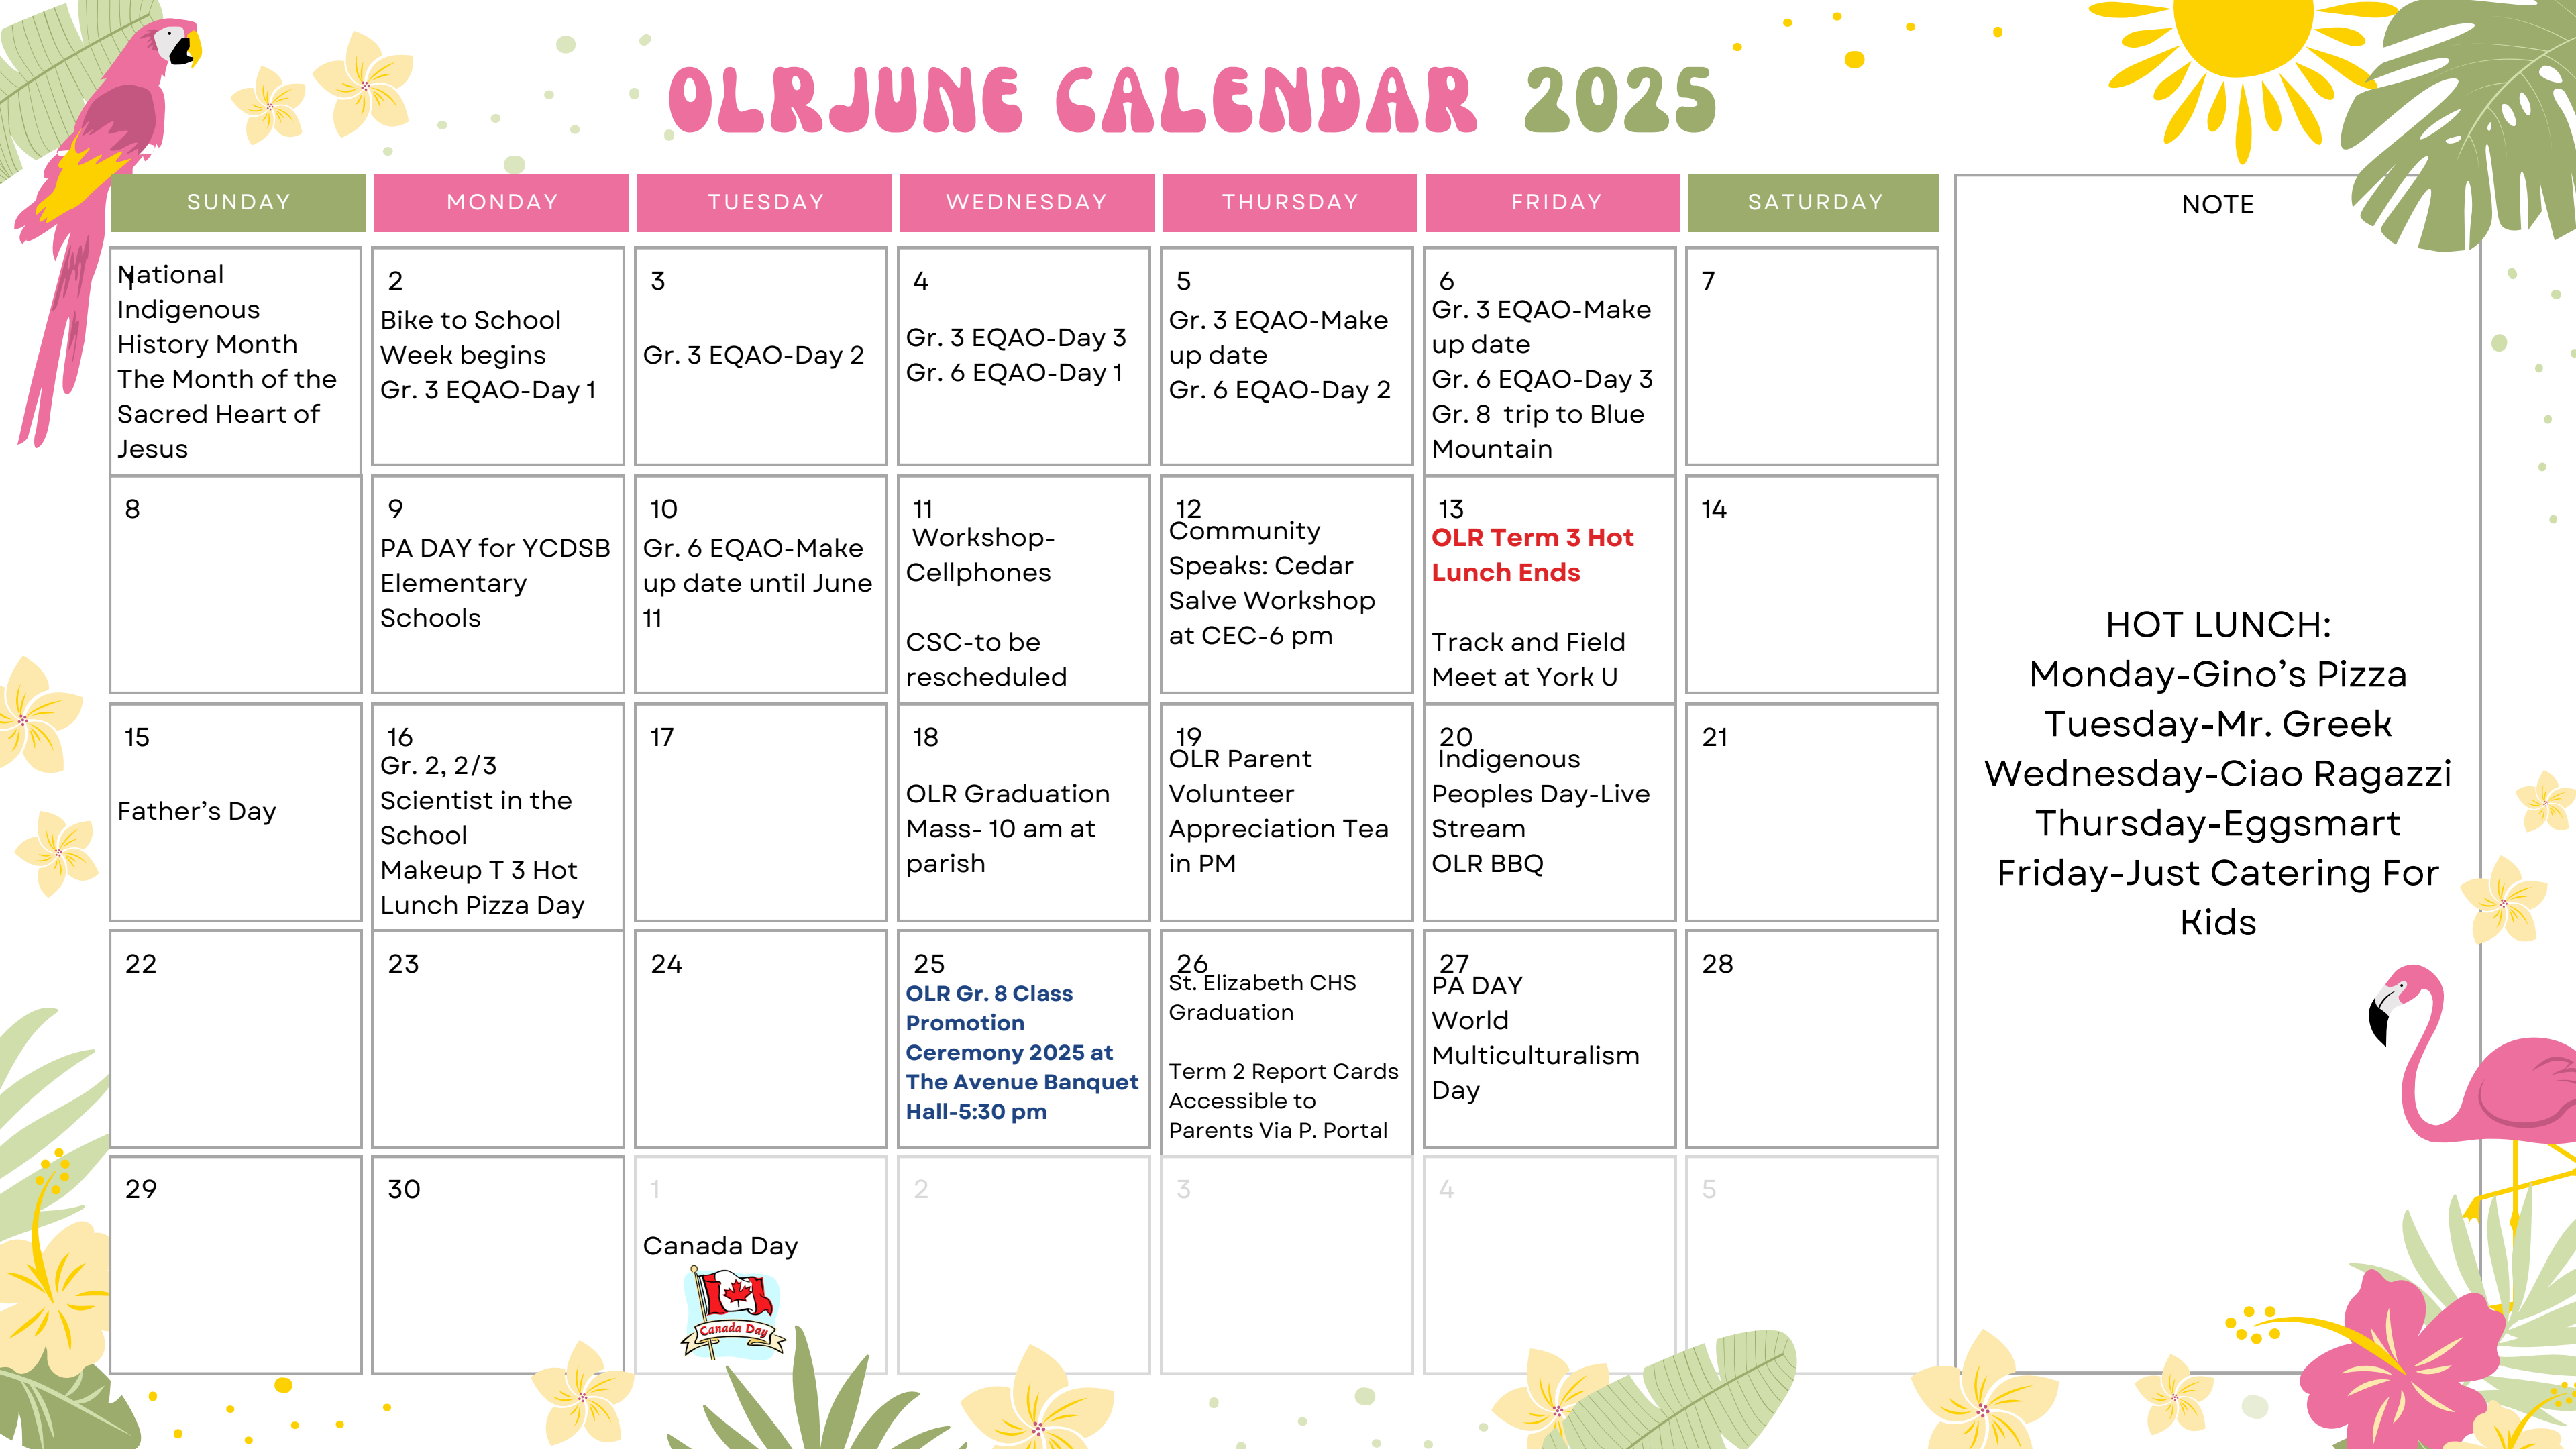 OLRJUNE CALENDAR 2025
SUNDAY
MONDAY
TUESDAY
WEDNESDAY
THURSDAY
FRIDAY
SATURDAY
NOTE
1
National
Indigenous
History Month
The Month of the
Sacred Heart of
Jesus
2
Bike to School
Week begins
Gr. 3 EQAO-Day 1
3
Gr. 3 EQAO-Day 2
4
Gr. 3 EQAO-Day 3
Gr. 6 EQAO-Day 1
5
Gr. 3 EQAO-Make
up date
Gr. 6 EQAO-Day 2
6
Gr. 3 EQAO-Make
up date
Gr. 6 EQAO-Day 3
Gr. 8 trip to Blue
Mountain
7
8
9
PA DAY for YCDSB
Elementary
Schools
10
Gr. 6 EQAO-Make
up date until June
11
11
Workshop-
Cellphones
CSC-to be
rescheduled
12
Community
Speaks: Cedar
Salve Workshop
at CEC-6 pm
13
OLR Term 3 Hot
Lunch Ends
Track and Field
Meet at York U
14
15
Father’s Day
16
Gr. 2, 2/3
Scientist in the
School
Makeup T 3 Hot
Lunch Pizza Day
17
18
OLR Graduation
Mass- 10 am at
parish
19
OLR Parent
Volunteer
Appreciation Tea
in PM
20
Indigenous
Peoples Day-Live
Stream
OLR BBQ
21
22
23
24
25
OLR Gr. 8 Class
Promotion
Ceremony 2025 at
The Avenue Banquet
Hall-5:30 pm
26
St. Elizabeth CHS
Graduation
Term 2 Report Cards
Accessible to
Parents Via P. Portal
27
PA DAY
World
Multiculturalism
Day
28
29
30
1
Canada Day
Canada Day
2
3
4
5
HOT LUNCH:
Monday-Gino’s Pizza
Tuesday-Mr. Greek
Wednesday-Ciao Ragazzi
Thursday-Eggsmart
Friday-Just Catering For
Kids